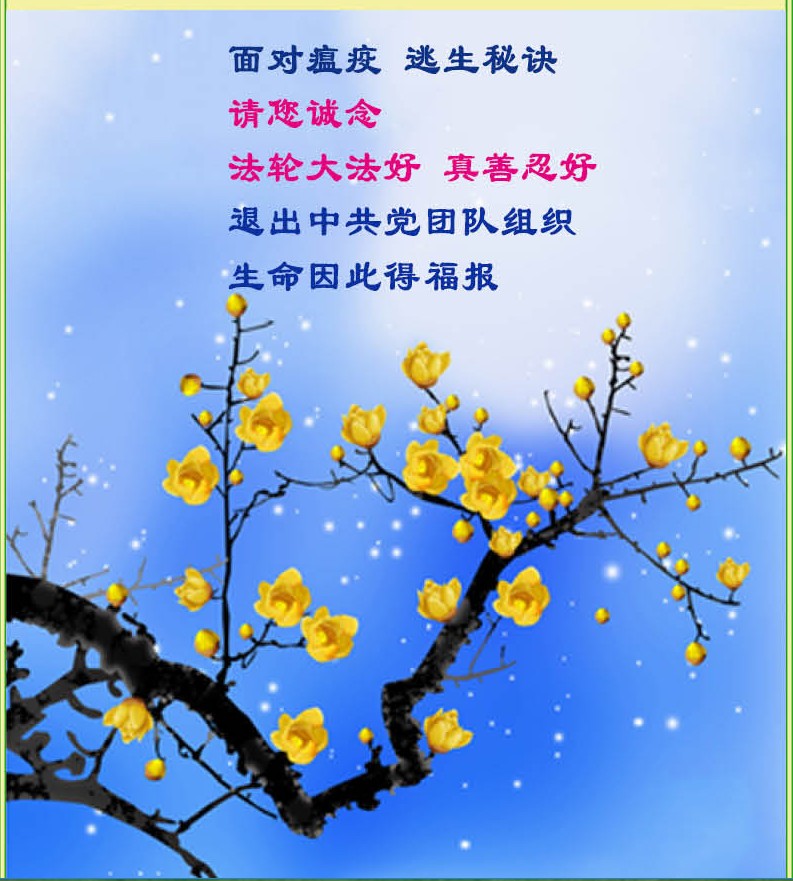 面对瘟疫 逃生秘诀
请您诚念
法轮大法好 真善忍好
退出中共党团队组织
生命因此得福报